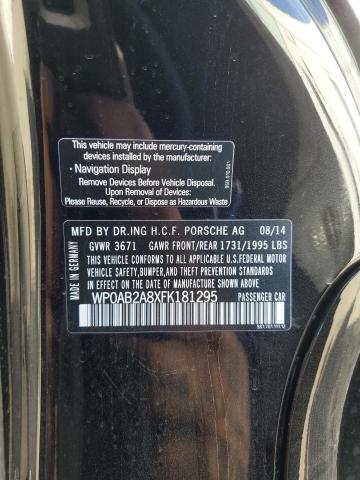 This vehicle may include mercury-containing
devices installed by the manufacturer:
• Navigation Display
Remove Devices Before Vehicle Disposal.
Upon Removal of Devices:
Please Reuse, Recycle, or Dispose as Hazardous Waste
MFD BY DR.ING H.C.F. PORSCHE AG 08/14
GVWR 3671 GAWR FRONT/REAR 1731/1995 LBS
THIS VEHICLE CONFORMS TO ALL APPLICABLE U.S.FEDERAL MOTOR
VEHICLE SAFETY, BUMPER, AND THEFT PREVENTION STANDARDS
IN EFFECT ON THE DATE OF MANUFACTURE SHOWN ABOVE.
WP0AB2A8XFK181295 PASSENGER CAR